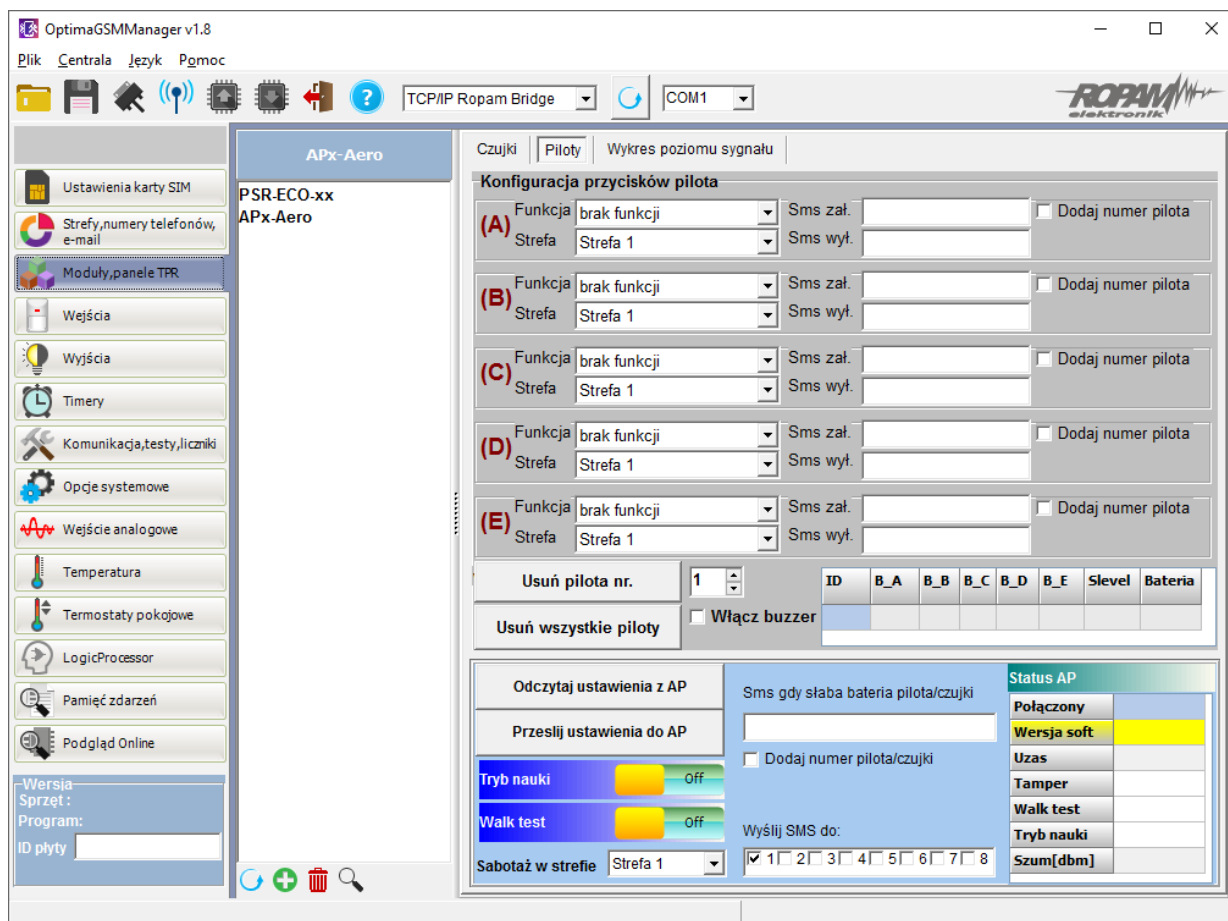 OptimaGSMManager v1.8
Plik Centrala Język Pomoc
TCP/IP Ropam Bridge
COM1
ROPAM
elektronik
Ustawienia karty SIM
Strefy,numery telefonów,
e-mail
Moduły,panele TPR
Wejścia
Wyjścia
Timery
Komunikacja,testy,liczniki
Opcje systemowe
Wejście analogowe
Temperatura
Termostaty pokojowe
LogicProcessor
Pamięć zdarzeń
Podgląd Online
Wersja
Sprzęt :
Program:
ID płyty
APx-Aero
PSR-ECO-xx
APx-Aero
Czujki Piloty Wykres poziomu sygnału
Konfiguracja przycisków pilota
(A) Funkcja brak funkcji Sms zał. Dodaj numer pilota
Strefa Strefa 1 Sms wył.
(B) Funkcja brak funkcji Sms zał. Dodaj numer pilota
Strefa Strefa 1 Sms wył.
(C) Funkcja brak funkcji Sms zał. Dodaj numer pilota
Strefa Strefa 1 Sms wył.
(D) Funkcja brak funkcji Sms zał. Dodaj numer pilota
Strefa Strefa 1 Sms wył.
(E) Funkcja brak funkcji Sms zał. Dodaj numer pilota
Strefa Strefa 1 Sms wył.
Usuń pilota nr. 1
Usuń wszystkie piloty Włącz buzzer
ID B_A B_B B_C B_D B_E Slevel Bateria
Odczytaj ustawienia z AP
Przeslij ustawienia do AP
Tryb nauki Off
Walk test Off
Sabotaż w strefie Strefa 1
Sms gdy słaba bateria pilota/czujki
Dodaj numer pilota/czujki
Wyślij SMS do:
1 2 3 4 5 6 7 8
Status AP
Połączony
Wersja soft
Uzas
Tamper
Walk test
Tryb nauki
Szum[dbm]